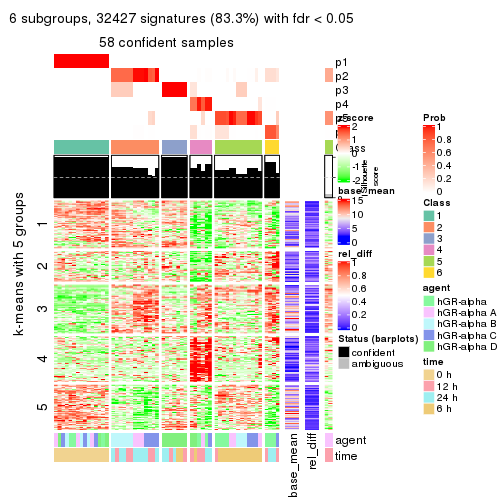 6 subgroups, 32427 signatures (83.3%) with fdr < 0.05
58 confident samples
p1
p2
p3
p4
Class
Silhouette
score
k-means with 5 groups
1
2
3
4
5
agent
time
base_mean
rel_diff
z-score
2
1
0
-1
-2
base_mean
15
10
5
0
rel_diff
1
0.8
0.6
0.4
0.2
0
Status (barplots)
confident
ambiguous
Prob
1
0.8
0.6
0.4
0.2
0
Class
1
2
3
4
5
6
agent
hGR-alpha
hGR-alpha A
hGR-alpha B
hGR-alpha C
hGR-alpha D
time
0 h
12 h
24 h
6 h